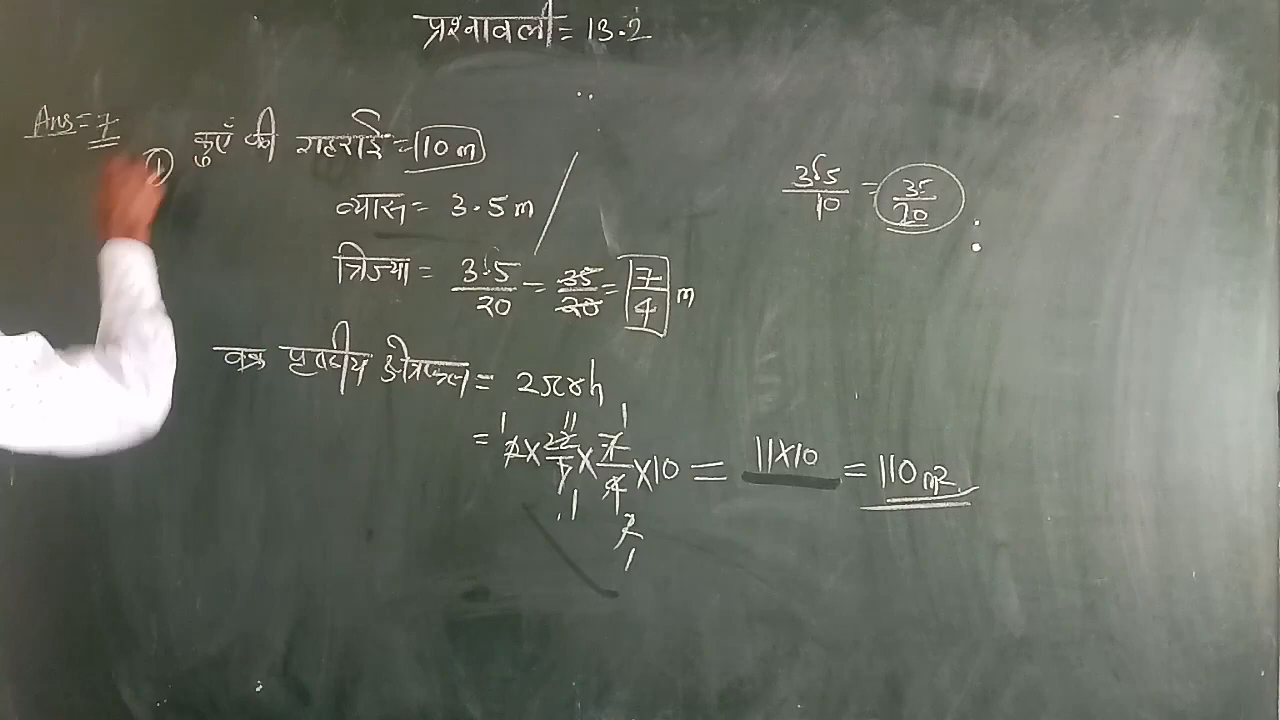 प्रश्नावली = 13.2
Ans = 7
① कुएँ की गहराई = 10 m
व्यास = 3.5 m
3.5/10 = 35/20
त्रिज्या = 3.5/20 = 35/20 = 7/4 m
वक्र पृष्ठीय क्षेत्रफल = 2πrh
= 2 × 22/7 × 7/4 × 10 = 11×10 = 110 m²